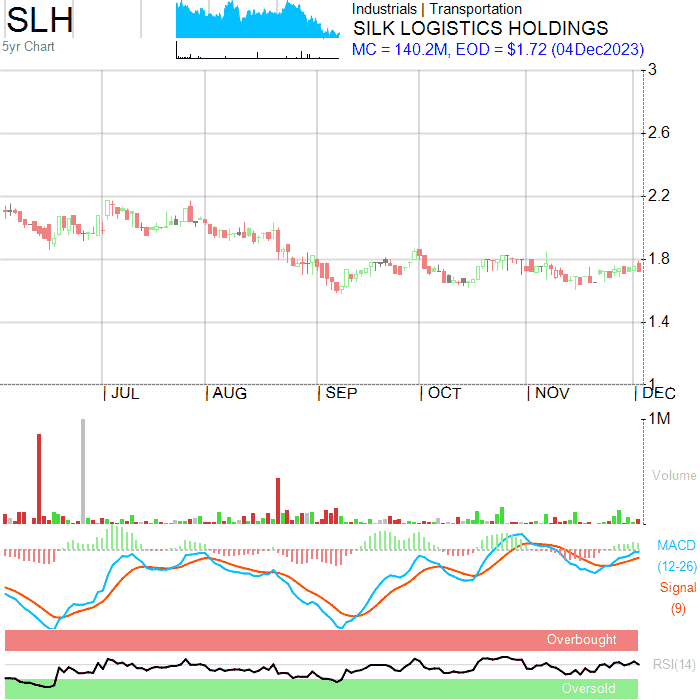 SLH
5yr Chart
Industrials | Transportation
SILK LOGISTICS HOLDINGS
MC = 140.2M, EOD = $1.72 (04Dec2023)
3
2.6
2.2
1.8
1.4
1
| JUL | AUG | SEP | OCT | NOV | DEC
1M
Volume
MACD
(12-26)
Signal
(9)
Overbought
RSI(14)
Oversold